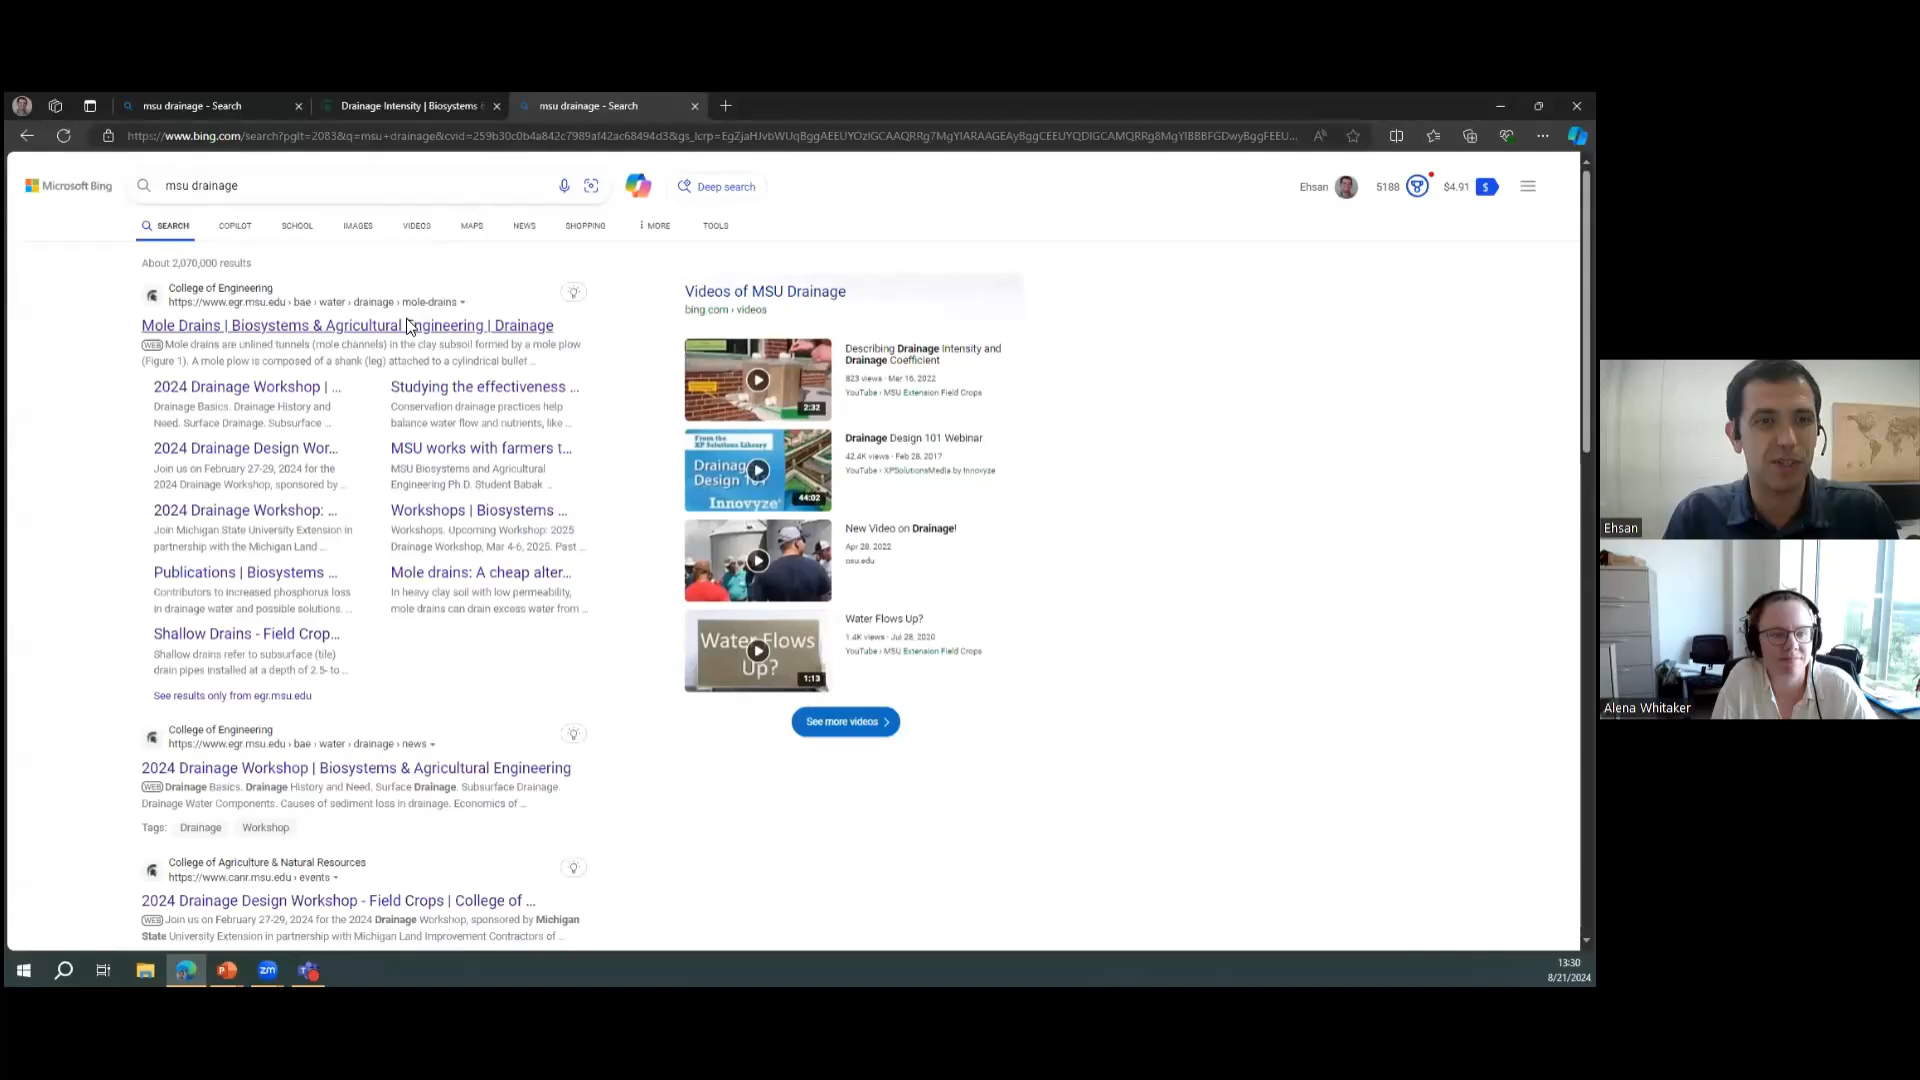 msu drainage - Search
Drainage Intensity | Biosystems &
msu drainage - Search
https://www.bing.com/search?pglt=2083&q=msu+drainage&cvid=259b30c0b4a842c7989af42ac68494d3&gs_lcrp=
Microsoft Bing
msu drainage
Deep search
Ehsan
5188
$4.91
SEARCH
COPILOT
SCHOOL
IMAGES
VIDEOS
MAPS
NEWS
SHOPPING
MORE
TOOLS
About 2,070,000 results
College of Engineering
https://www.egr.msu.edu › bae › water › drainage › mole-drains
Mole Drains | Biosystems & Agricultural Engineering | Drainage
WEB Mole drains are unlined tunnels (mole channels) in the clay subsoil formed by a mole plow
(Figure 1). A mole plow is composed of a shank (leg) attached to a cylindrical bullet ...
2024 Drainage Workshop | ...
Drainage Basics. Drainage History and
Need. Surface Drainage. Subsurface ...
Studying the effectiveness ...
Conservation drainage practices help
balance water flow and nutrients, like ...
2024 Drainage Design Wor...
Join us on February 27-29, 2024 for the
2024 Drainage Workshop, sponsored by ...
MSU works with farmers t...
MSU Biosystems and Agricultural
Engineering Ph.D. Student Babak ...
2024 Drainage Workshop: ...
Join Michigan State University Extension in
partnership with the Michigan Land ...
Workshops | Biosystems ...
Workshops. Upcoming Workshop: 2025
Drainage Workshop, Mar 4-6, 2025. Past ...
Publications | Biosystems ...
Contributors to increased phosphorus loss
in drainage water and possible solutions. ...
Mole drains: A cheap alter...
In heavy clay soil with low permeability,
mole drains can drain excess water from ...
Shallow Drains - Field Crop...
Shallow drains refer to subsurface (tile)
drain pipes installed at a depth of 2.5- to ...
See results only from egr.msu.edu
College of Engineering
https://www.egr.msu.edu › bae › water › drainage › news
2024 Drainage Workshop | Biosystems & Agricultural Engineering
WEB Drainage Basics. Drainage History and Need. Surface Drainage. Subsurface Drainage.
Drainage Water Components. Causes of sediment loss in drainage. Economics of ...
Tags: Drainage Workshop
College of Agriculture & Natural Resources
https://www.canr.msu.edu › events
2024 Drainage Design Workshop - Field Crops | College of ...
WEB Join us on February 27-29, 2024 for the 2024 Drainage Workshop, sponsored by Michigan
State University Extension in partnership with Michigan Land Improvement Contractors of ...
Videos of MSU Drainage
bing.com › videos
2:32
Describing Drainage Intensity and
Drainage Coefficient
823 views · Mar 16, 2022
YouTube › MSU Extension Field Crops
From the
XP Solutions Library
Drainage
Design 101
Innovyze
44:02
Drainage Design 101 Webinar
42.4K views · Feb 28, 2017
YouTube › XPSolutionsMedia by Innovyze
New Video on Drainage!
Apr 28, 2022
osu.edu
Water Flows
Up?
1:13
Water Flows Up?
1.4K views · Jul 28, 2020
YouTube › MSU Extension Field Crops
See more videos
zm
13:30
8/21/2024
Ehsan
Alena Whitaker